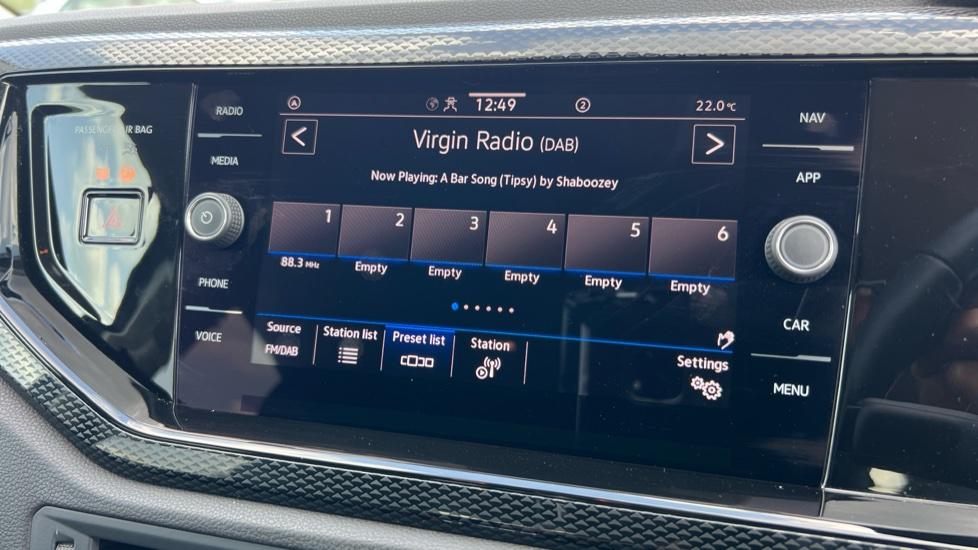 PASSENGER AIR BAG
RADIO
MEDIA
PHONE
VOICE
A
12:49
2
22.0°C
Virgin Radio (DAB)
Now Playing: A Bar Song (Tipsy) by Shaboozey
1 2 3 4 5 6
88.3 MHz Empty Empty Empty Empty Empty
Source Station list Preset list Station Settings
FM/DAB
NAV
APP
CAR
MENU